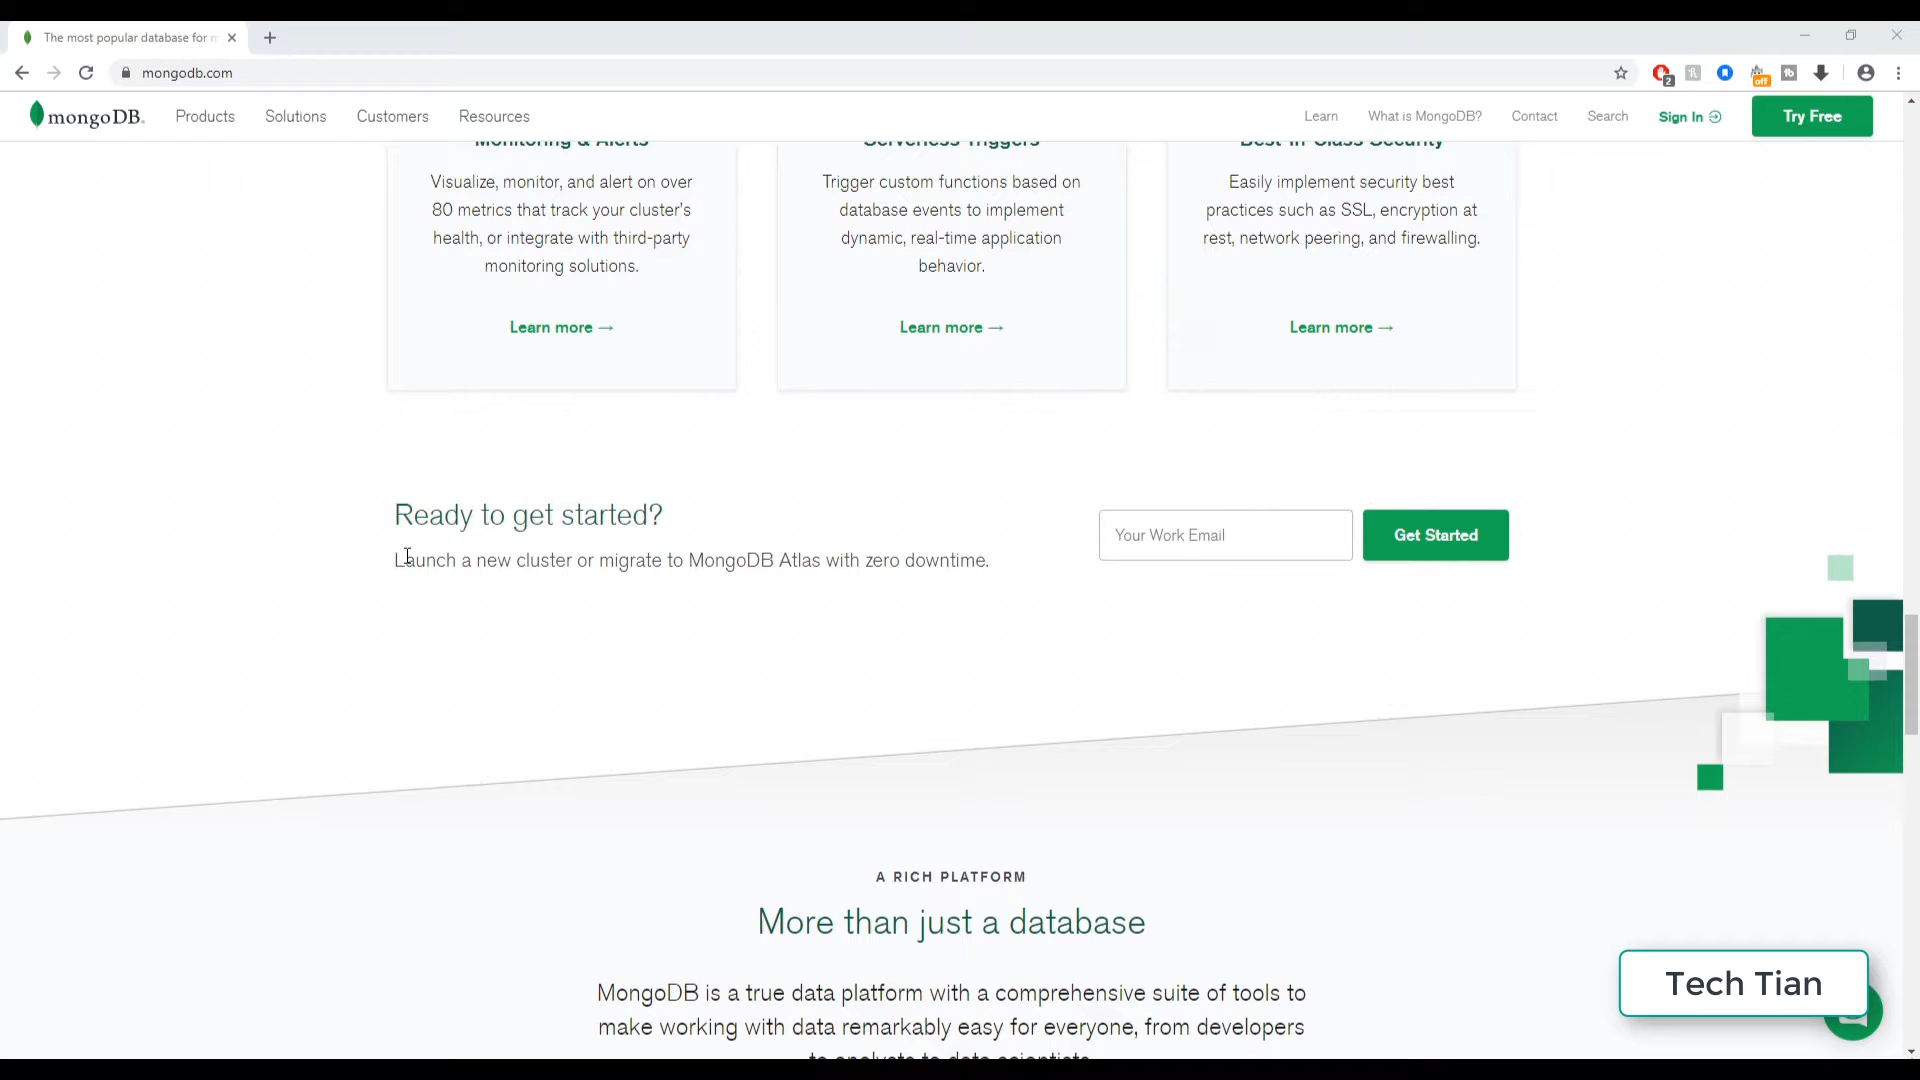 The most popular database for m
mongodb.com
2
off
mongoDB.
Products
Solutions
Customers
Resources
Learn
What is MongoDB?
Contact
Search
Sign In
Try Free
Monitoring & Alerts
Visualize, monitor, and alert on over
80 metrics that track your cluster's
health, or integrate with third-party
monitoring solutions.
Learn more →
Serverless Triggers
Trigger custom functions based on
database events to implement
dynamic, real-time application
behavior.
Learn more →
Best-in-Class Security
Easily implement security best
practices such as SSL, encryption at
rest, network peering, and firewalling.
Learn more →
Ready to get started?
Launch a new cluster or migrate to MongoDB Atlas with zero downtime.
Your Work Email
Get Started
A RICH PLATFORM
More than just a database
MongoDB is a true data platform with a comprehensive suite of tools to
make working with data remarkably easy for everyone, from developers
to analysts to data scientists.
Tech Tian